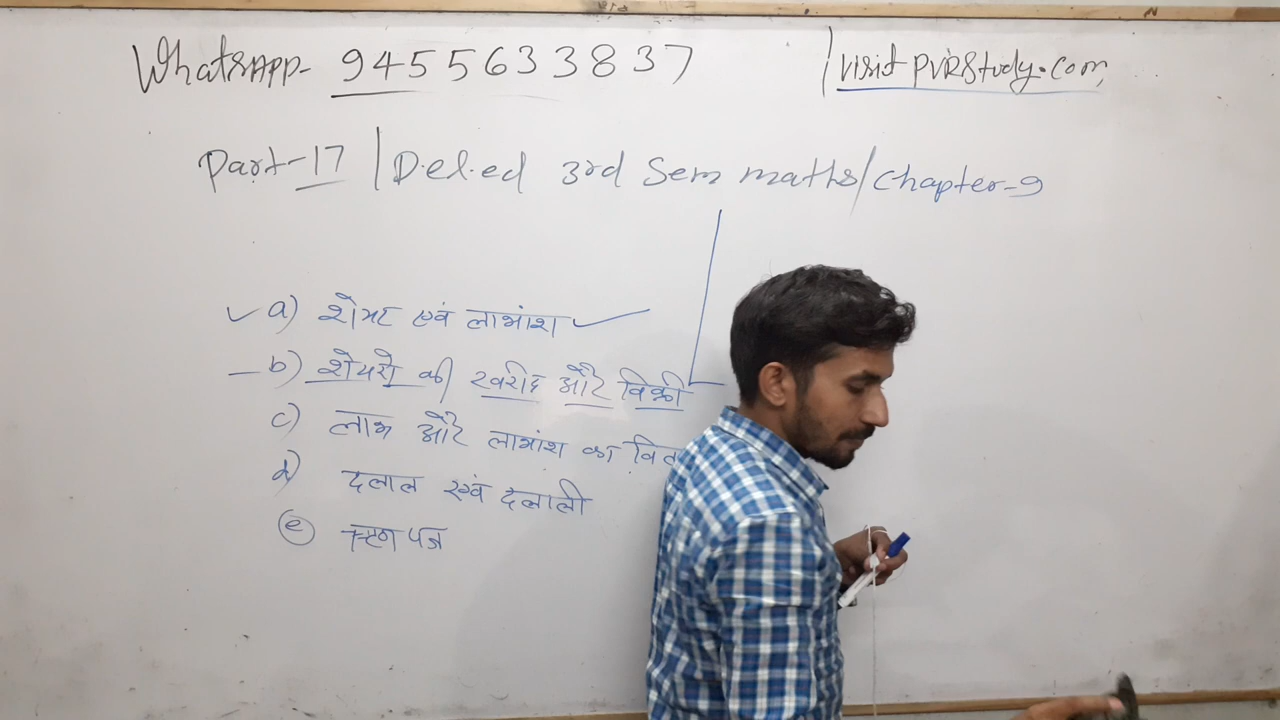 WhatsApp- 9455633837 | visit PVRStudy.com
Part-17 | D.el.ed 3rd Sem maths/Chapter-9
a) शेयर एवं लाभांश
b) शेयरो की खरीद और विक्री
c) लाभ और लाभांश का
d) दलाल एवं दलाली
e) ऋण पत्र